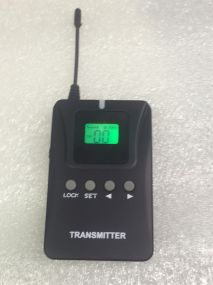 00
LOCK SET ◀ ▶
TRANSMITTER